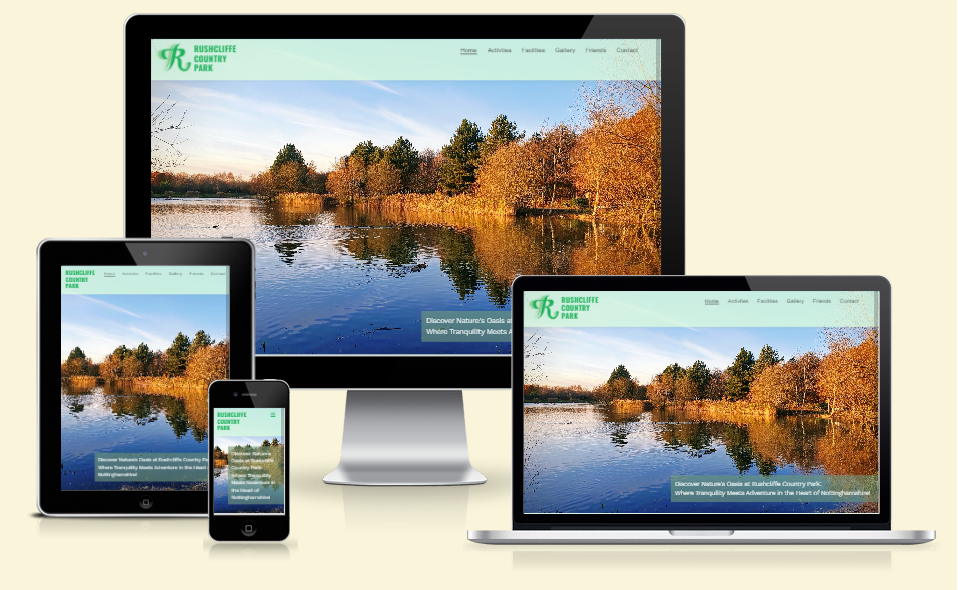 RUSHCLIFFE
COUNTRY
PARK
Home Activities Facilities Gallery Friends Contact
Discover Nature's Oasis at
Where Tranquility Meets A
RUSHCLIFFE
COUNTRY
PARK
Home Activities Facilities Gallery Friends Contact
Discover Nature's Oasis at Rushcliffe Country Pa
Where Tranquility Meets Adventure in the Heart
Nottinghamshire!
RUSHCLIFFE
COUNTRY
PARK
Discover Nature's
Oasis at Rushcliffe
Country Park:
Where Tranquility
Meets Adventure in
the Heart of
Nottinghamshire!
R
RUSHCLIFFE
COUNTRY
PARK
Home Activities Facilities Gallery Friends Contact
Discover Nature's Oasis at Rushcliffe Country Park:
Where Tranquility Meets Adventure in the Heart of Nottinghamshire!